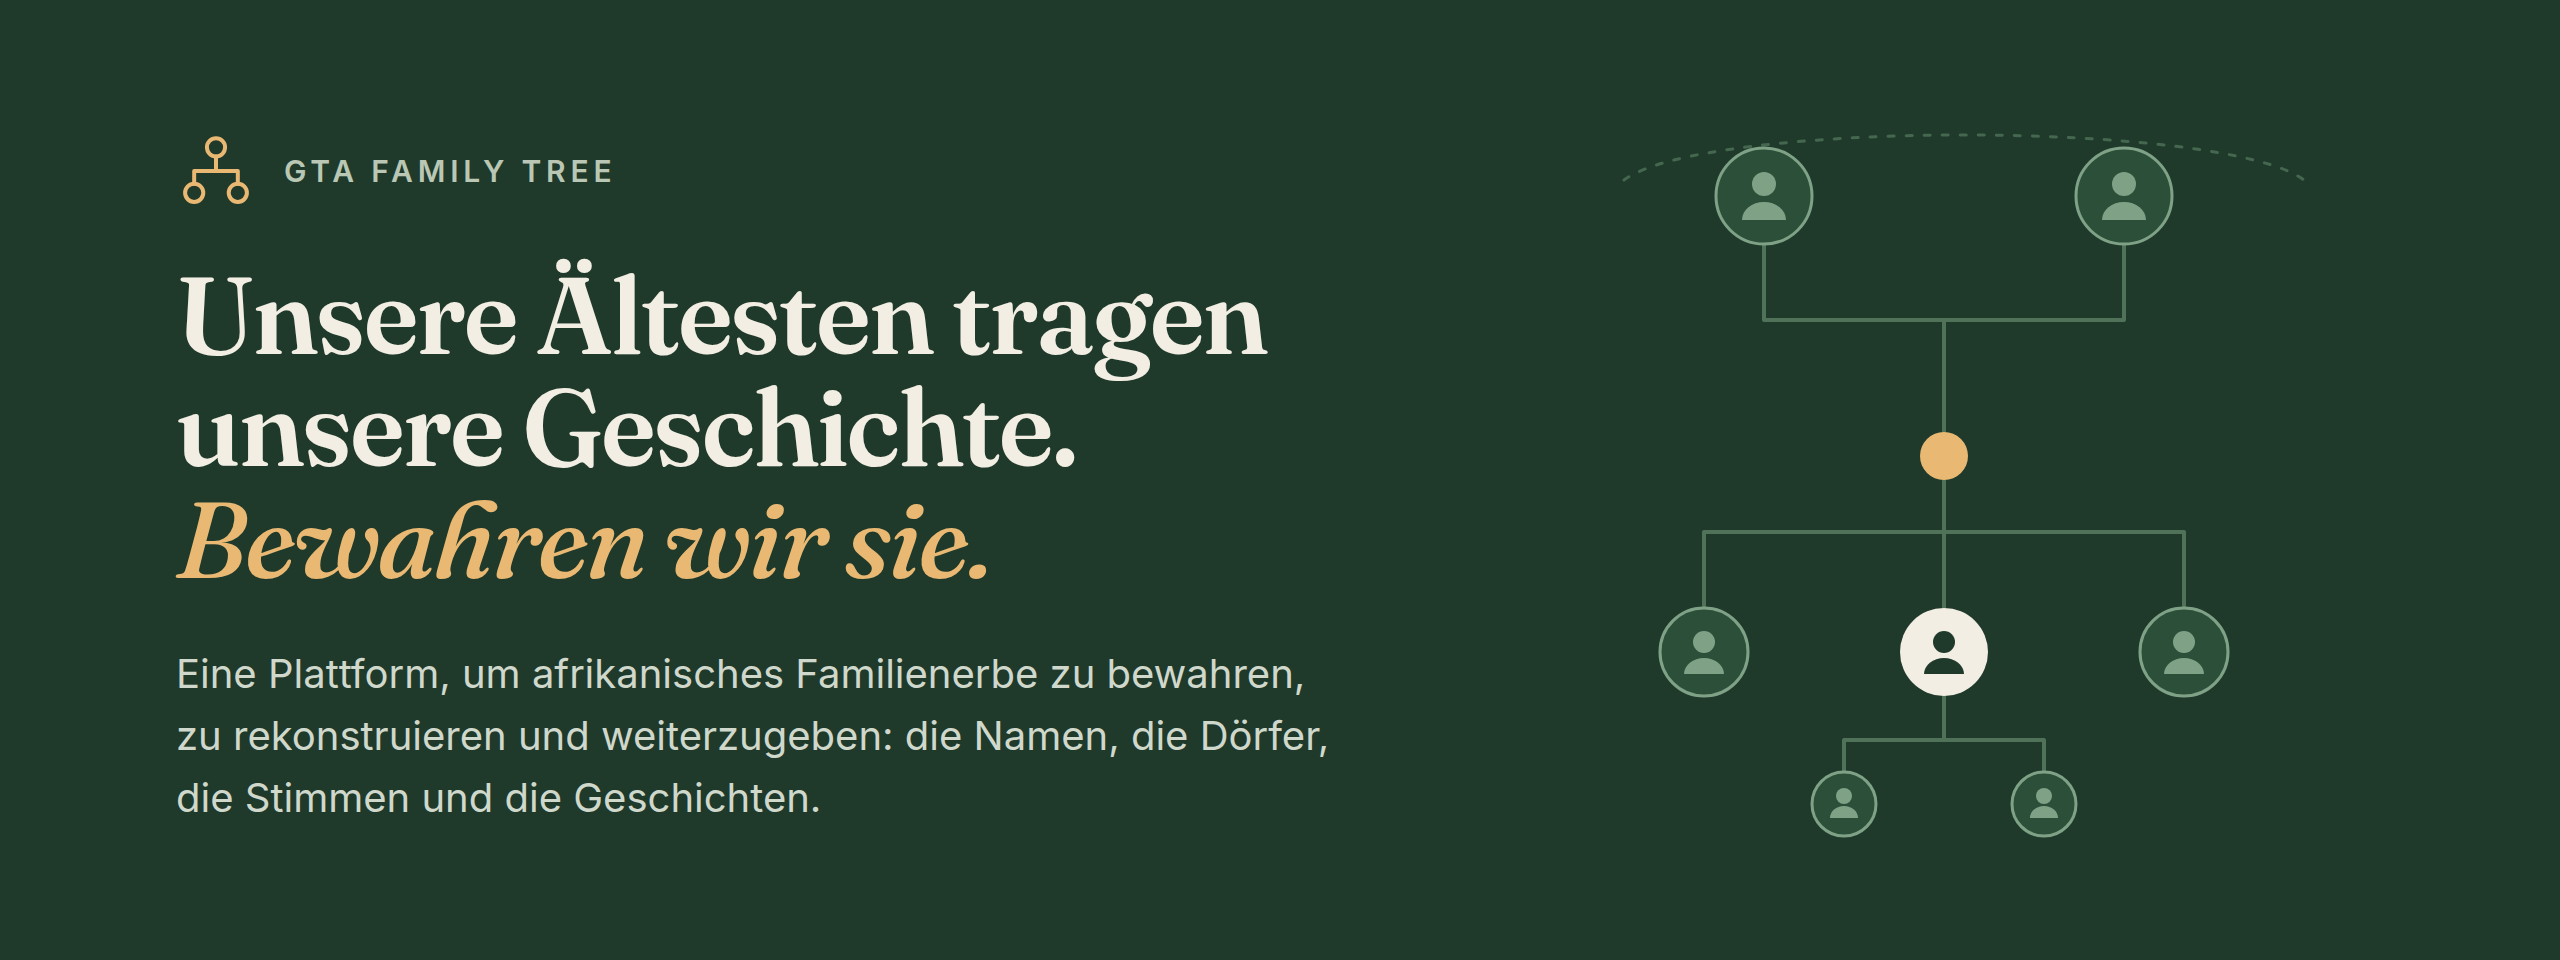 GTA FAMILY TREE
Unsere Ältesten tragen
unsere Geschichte.
Bewahren wir sie.
Eine Plattform, um afrikanisches Familienerbe zu bewahren,
zu rekonstruieren und weiterzugeben: die Namen, die Dörfer,
die Stimmen und die Geschichten.